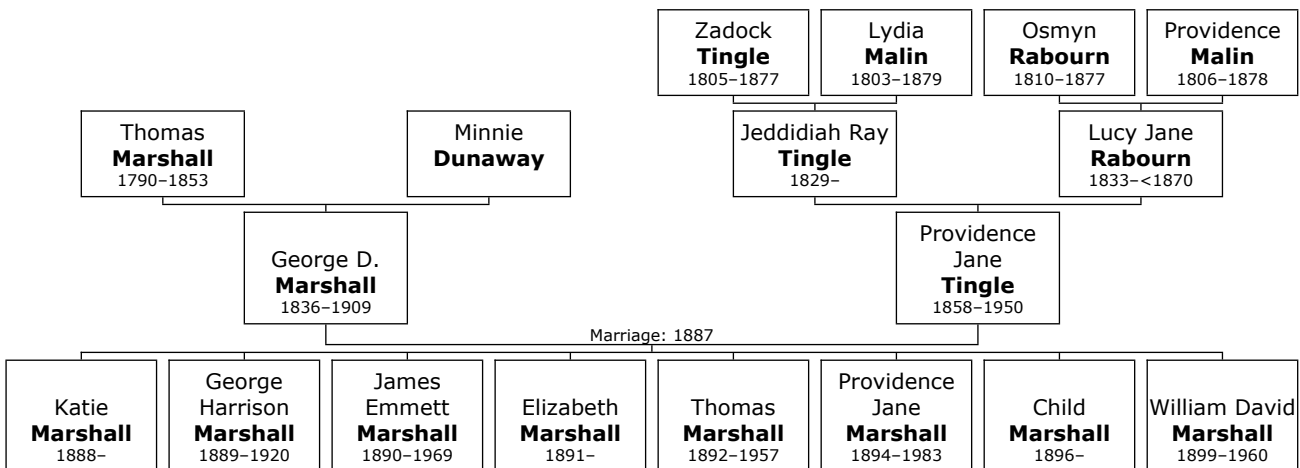 Zadock
Tingle
1805–1877
Lydia
Malin
1803–1879
Osmyn
Rabourn
1810–1877
Providence
Malin
1806–1878
Thomas
Marshall
1790–1853
Minnie
Dunaway
Jeddidiah Ray
Tingle
1829–
Lucy Jane
Rabourn
1833–<1870
George D.
Marshall
1836–1909
Providence
Jane
Tingle
1858–1950
Marriage: 1887
Katie
Marshall
1888–
George
Harrison
Marshall
1889–1920
James
Emmett
Marshall
1890–1969
Elizabeth
Marshall
1891–
Thomas
Marshall
1892–1957
Providence
Jane
Marshall
1894–1983
Child
Marshall
1896–
William David
Marshall
1899–1960